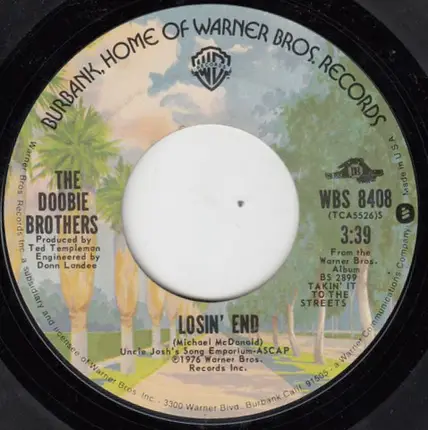 BURBANK, HOME OF WARNER BROS. RECORDS
THE
DOOBIE
BROTHERS
Produced by
Ted Templeman
Engineered by
Donn Landee
WBS 8408
(TCA5526)S
3:39
From the
Warner Bros.
Album
BS 2899
TAKIN' IT
TO THE
STREETS
LOSIN' END
(Michael McDonald)
Uncle Josh's Song Emporium-ASCAP
©1976 Warner Bros.
Records Inc.
Warner Bros. Records Inc., a subsidiary and licensee of Warner Bros. Inc. • 3300 Warner Blvd., Burbank, Calif. 91505 • a Warner Communications Company. Made in U.S.A.